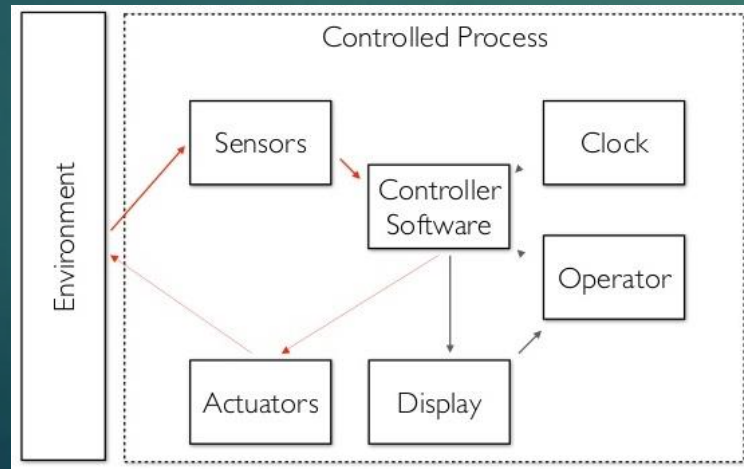 Controlled Process
Environment
Sensors
Clock
Controller
Software
Operator
Actuators
Display